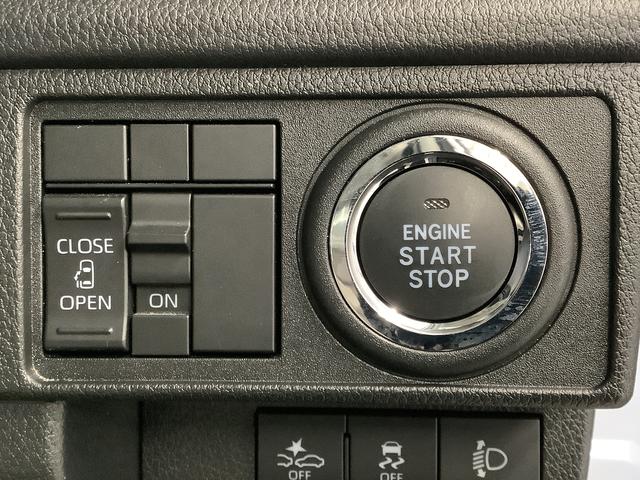 CLOSE
OPEN
ON
ENGINE
START
STOP
OFF
OFF